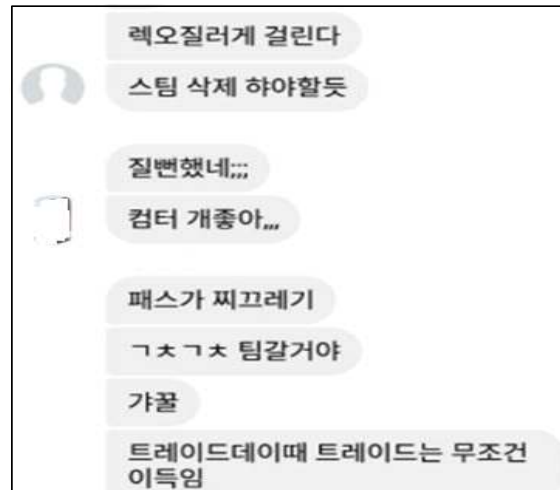 렉오질러게 걸린다
스팀 삭제 햐야할듯
질뻔했네;;;
컴터 개좋아,,,
패스가 찌끄레기
ㄱㅊㄱㅊ 팀갈거야
갸꿀
트레이드데이때 트레이드는 무조건
이득임